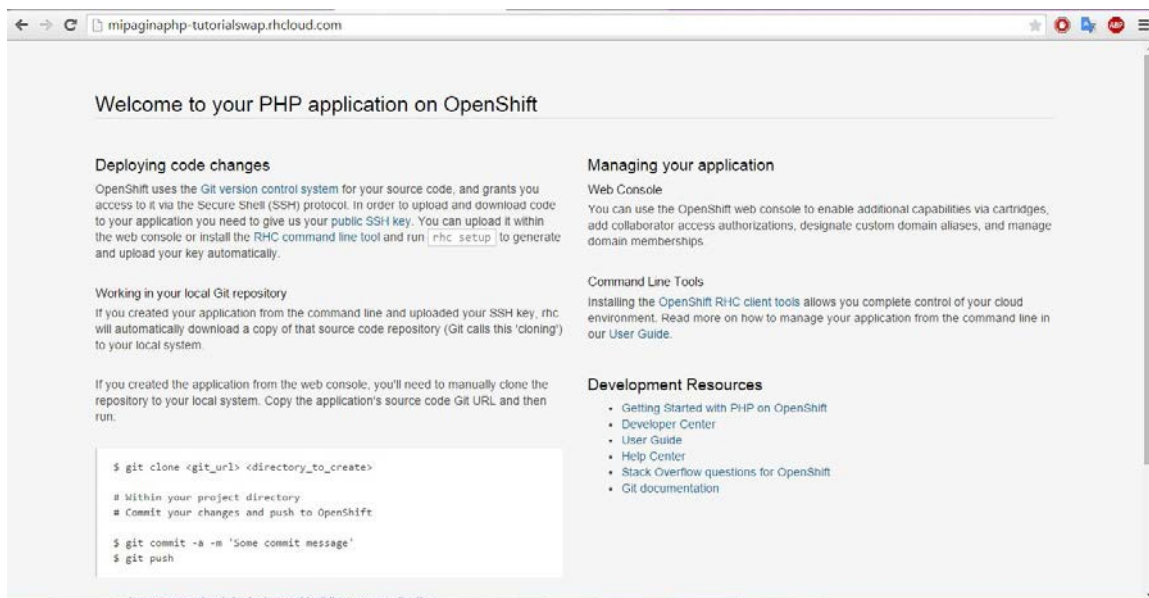 mipaginaphp-tutorialswap.rhcloud.com
ABP
Welcome to your PHP application on OpenShift
Deploying code changes
OpenShift uses the Git version control system for your source code, and grants you
access to it via the Secure Shell (SSH) protocol. In order to upload and download code
to your application you need to give us your public SSH key. You can upload it within
the web console or install the RHC command line tool and run rhc setup to generate
and upload your key automatically.
Working in your local Git repository
If you created your application from the command line and uploaded your SSH key, rhc
will automatically download a copy of that source code repository (Git calls this 'cloning')
to your local system.
If you created the application from the web console, you'll need to manually clone the
repository to your local system. Copy the application's source code Git URL and then
run:
$ git clone <git_url> <directory_to_create>
# Within your project directory
# Commit your changes and push to OpenShift
$ git commit -a -m 'Some commit message'
$ git push
Managing your application
Web Console
You can use the OpenShift web console to enable additional capabilities via cartridges,
add collaborator access authorizations, designate custom domain aliases, and manage
domain memberships.
Command Line Tools
Installing the OpenShift RHC client tools allows you complete control of your cloud
environment. Read more on how to manage your application from the command line in
our User Guide.
Development Resources
• Getting Started with PHP on OpenShift
• Developer Center
• User Guide
• Help Center
• Stack Overflow questions for OpenShift
• Git documentation